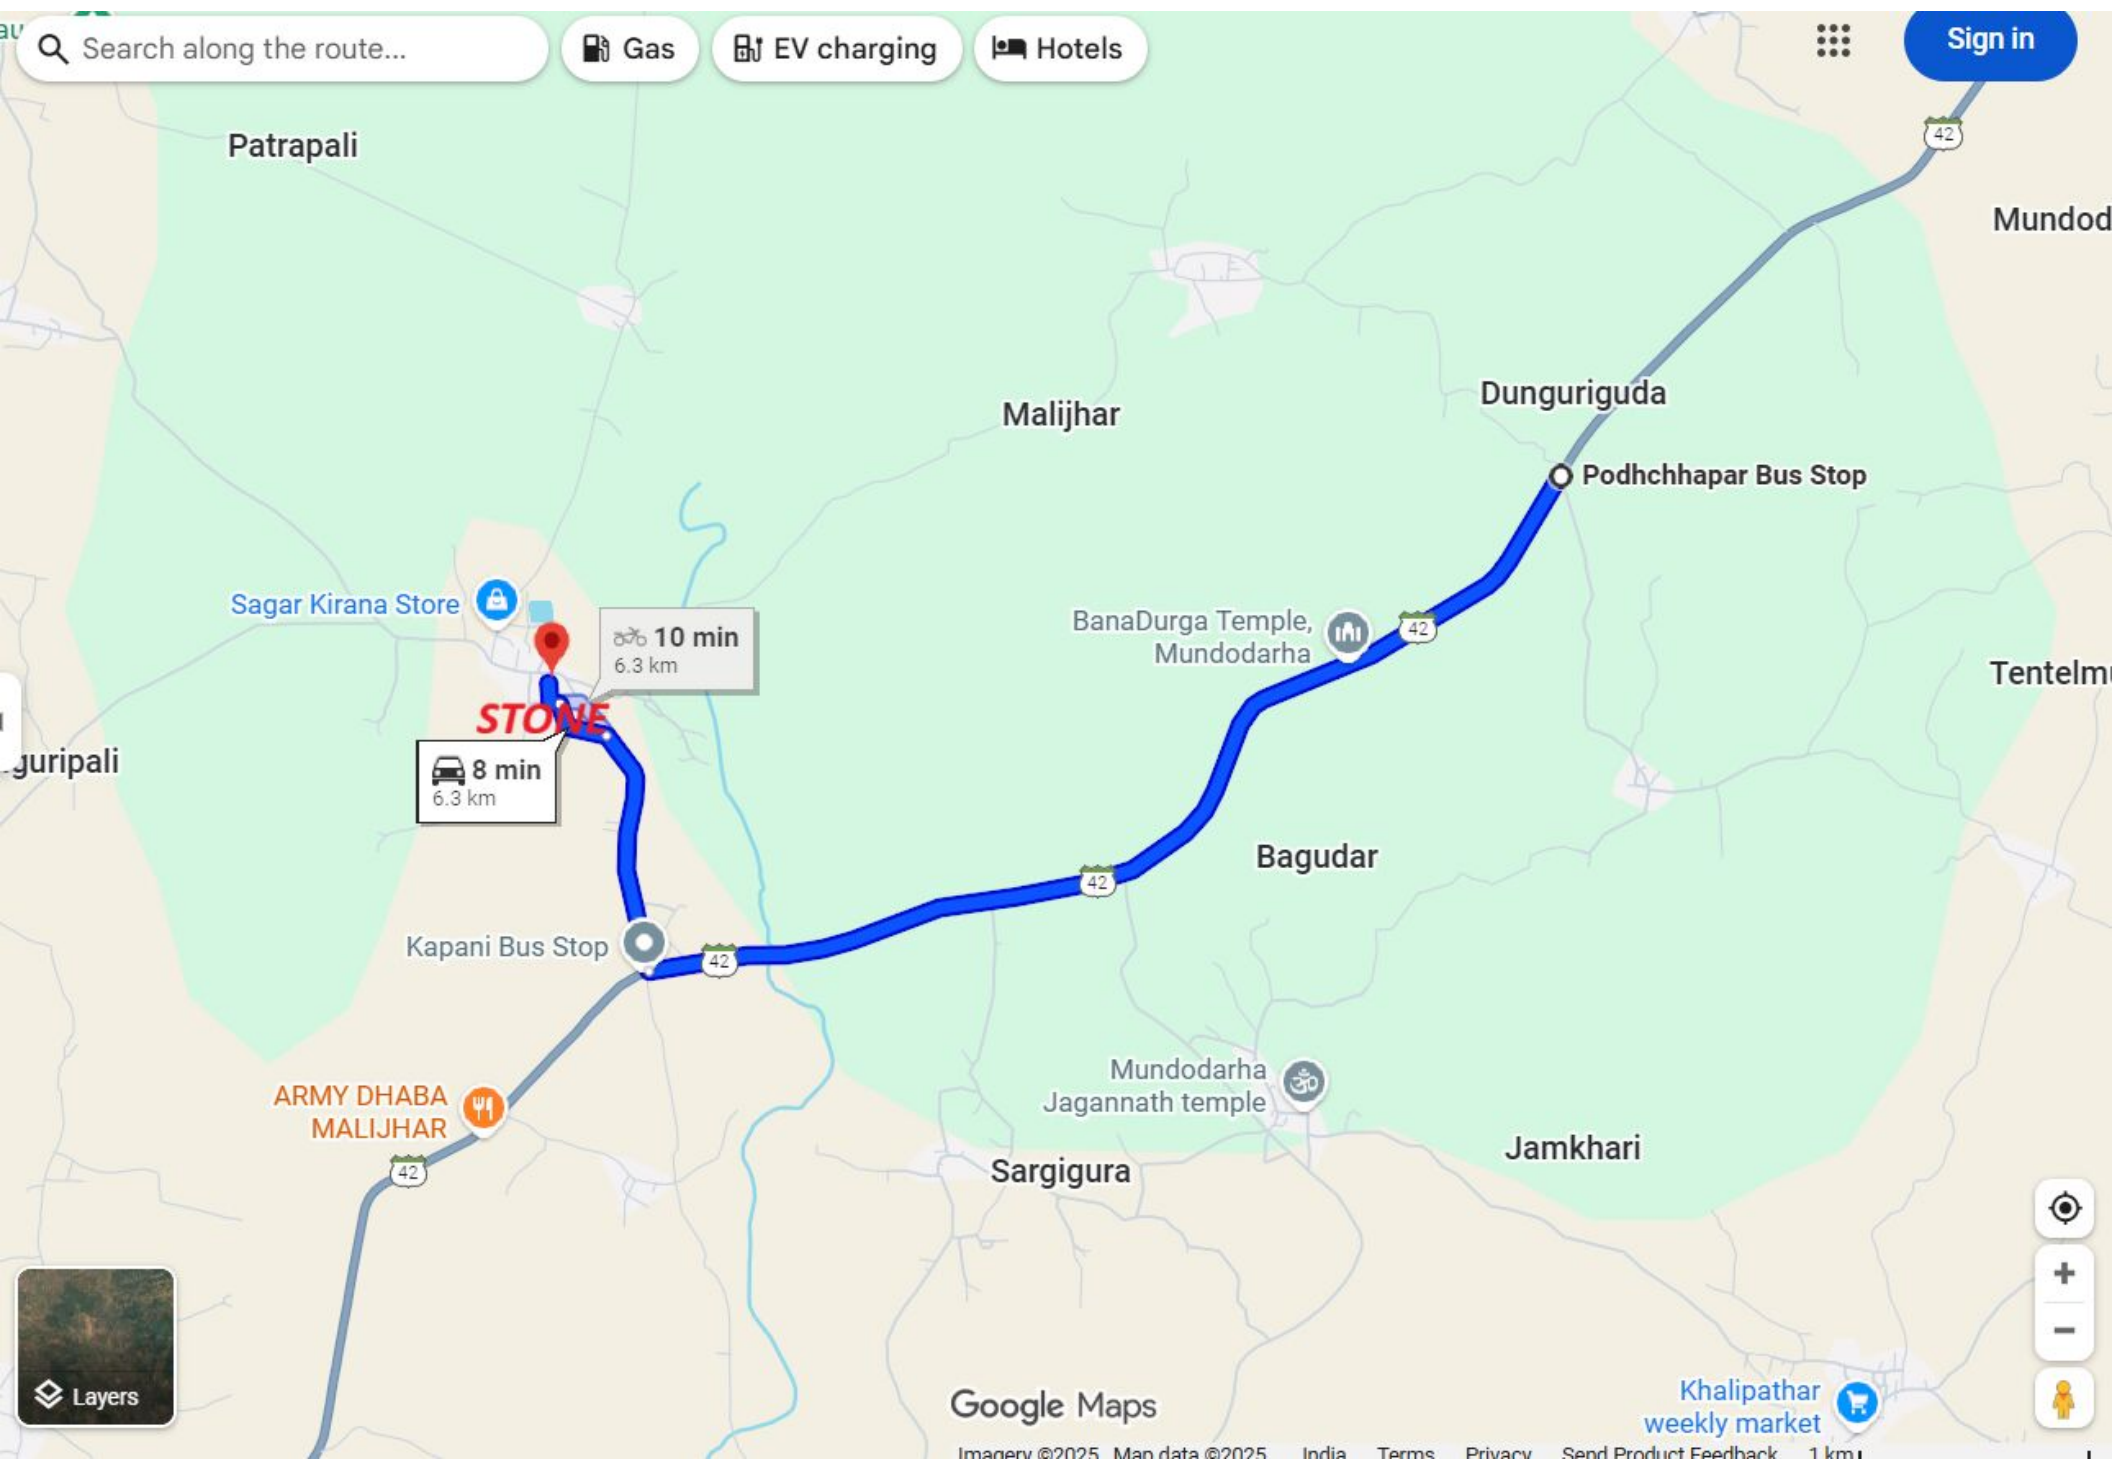 au
Search along the route...
Gas
EV charging
Hotels
Sign in
42
Patrapali
Mundod
Dunguriguda
Malijhar
Podhchhapar Bus Stop
Sagar Kirana Store
10 min
6.3 km
BanaDurga Temple,
Mundodarha
42
Tentelmu
STONE
guripali
8 min
6.3 km
Bagudar
42
Kapani Bus Stop
42
Mundodarha
Jagannath temple
ARMY DHABA
MALIJHAR
42
Jamkhari
Sargigura
Layers
Google Maps
Khalipathar
weekly market
Imagery ©2025 Map data ©2025 India Terms Privacy Send Product Feedback 1 km